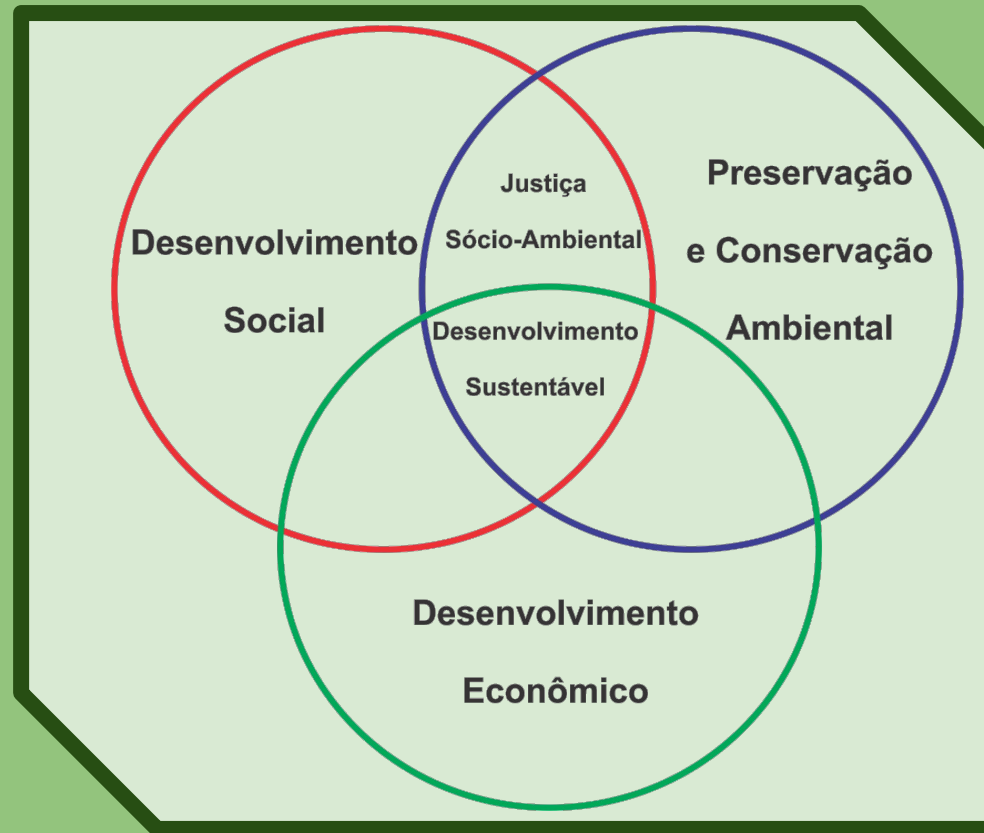 Desenvolvimento
Social
Justiça
Sócio-Ambiental
Preservação
e Conservação
Ambiental
Desenvolvimento
Sustentável
Desenvolvimento
Econômico